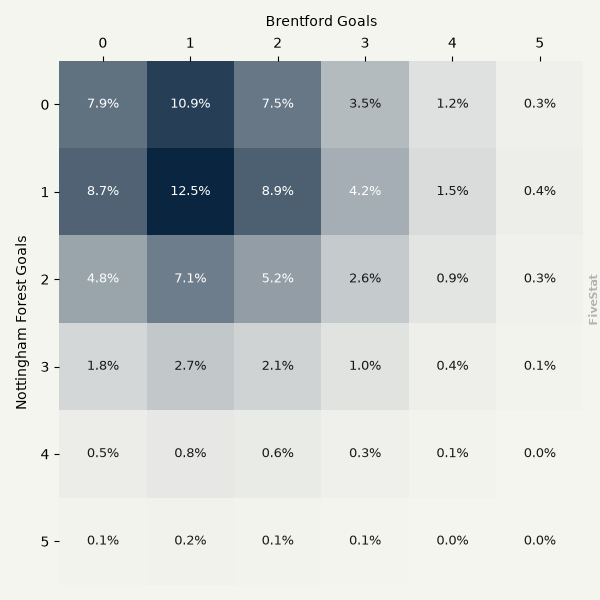 Brentford Goals
0 1 2 3 4 5
0 7.9% 10.9% 7.5% 3.5% 1.2% 0.3%
1 8.7% 12.5% 8.9% 4.2% 1.5% 0.4%
2 4.8% 7.1% 5.2% 2.6% 0.9% 0.3%
3 1.8% 2.7% 2.1% 1.0% 0.4% 0.1%
4 0.5% 0.8% 0.6% 0.3% 0.1% 0.0%
5 0.1% 0.2% 0.1% 0.1% 0.0% 0.0%
Nottingham Forest Goals
FiveStat